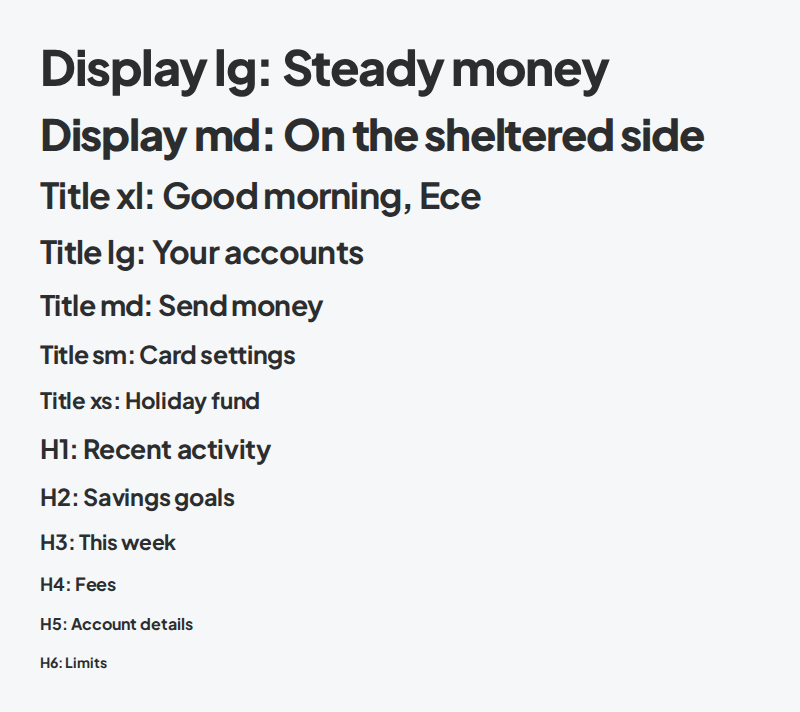 Display lg: Steady money
Display md: On the sheltered side
Title xl: Good morning, Ece
Title lg: Your accounts
Title md: Send money
Title sm: Card settings
Title xs: Holiday fund
H1: Recent activity
H2: Savings goals
H3: This week
H4: Fees
H5: Account details
H6: Limits